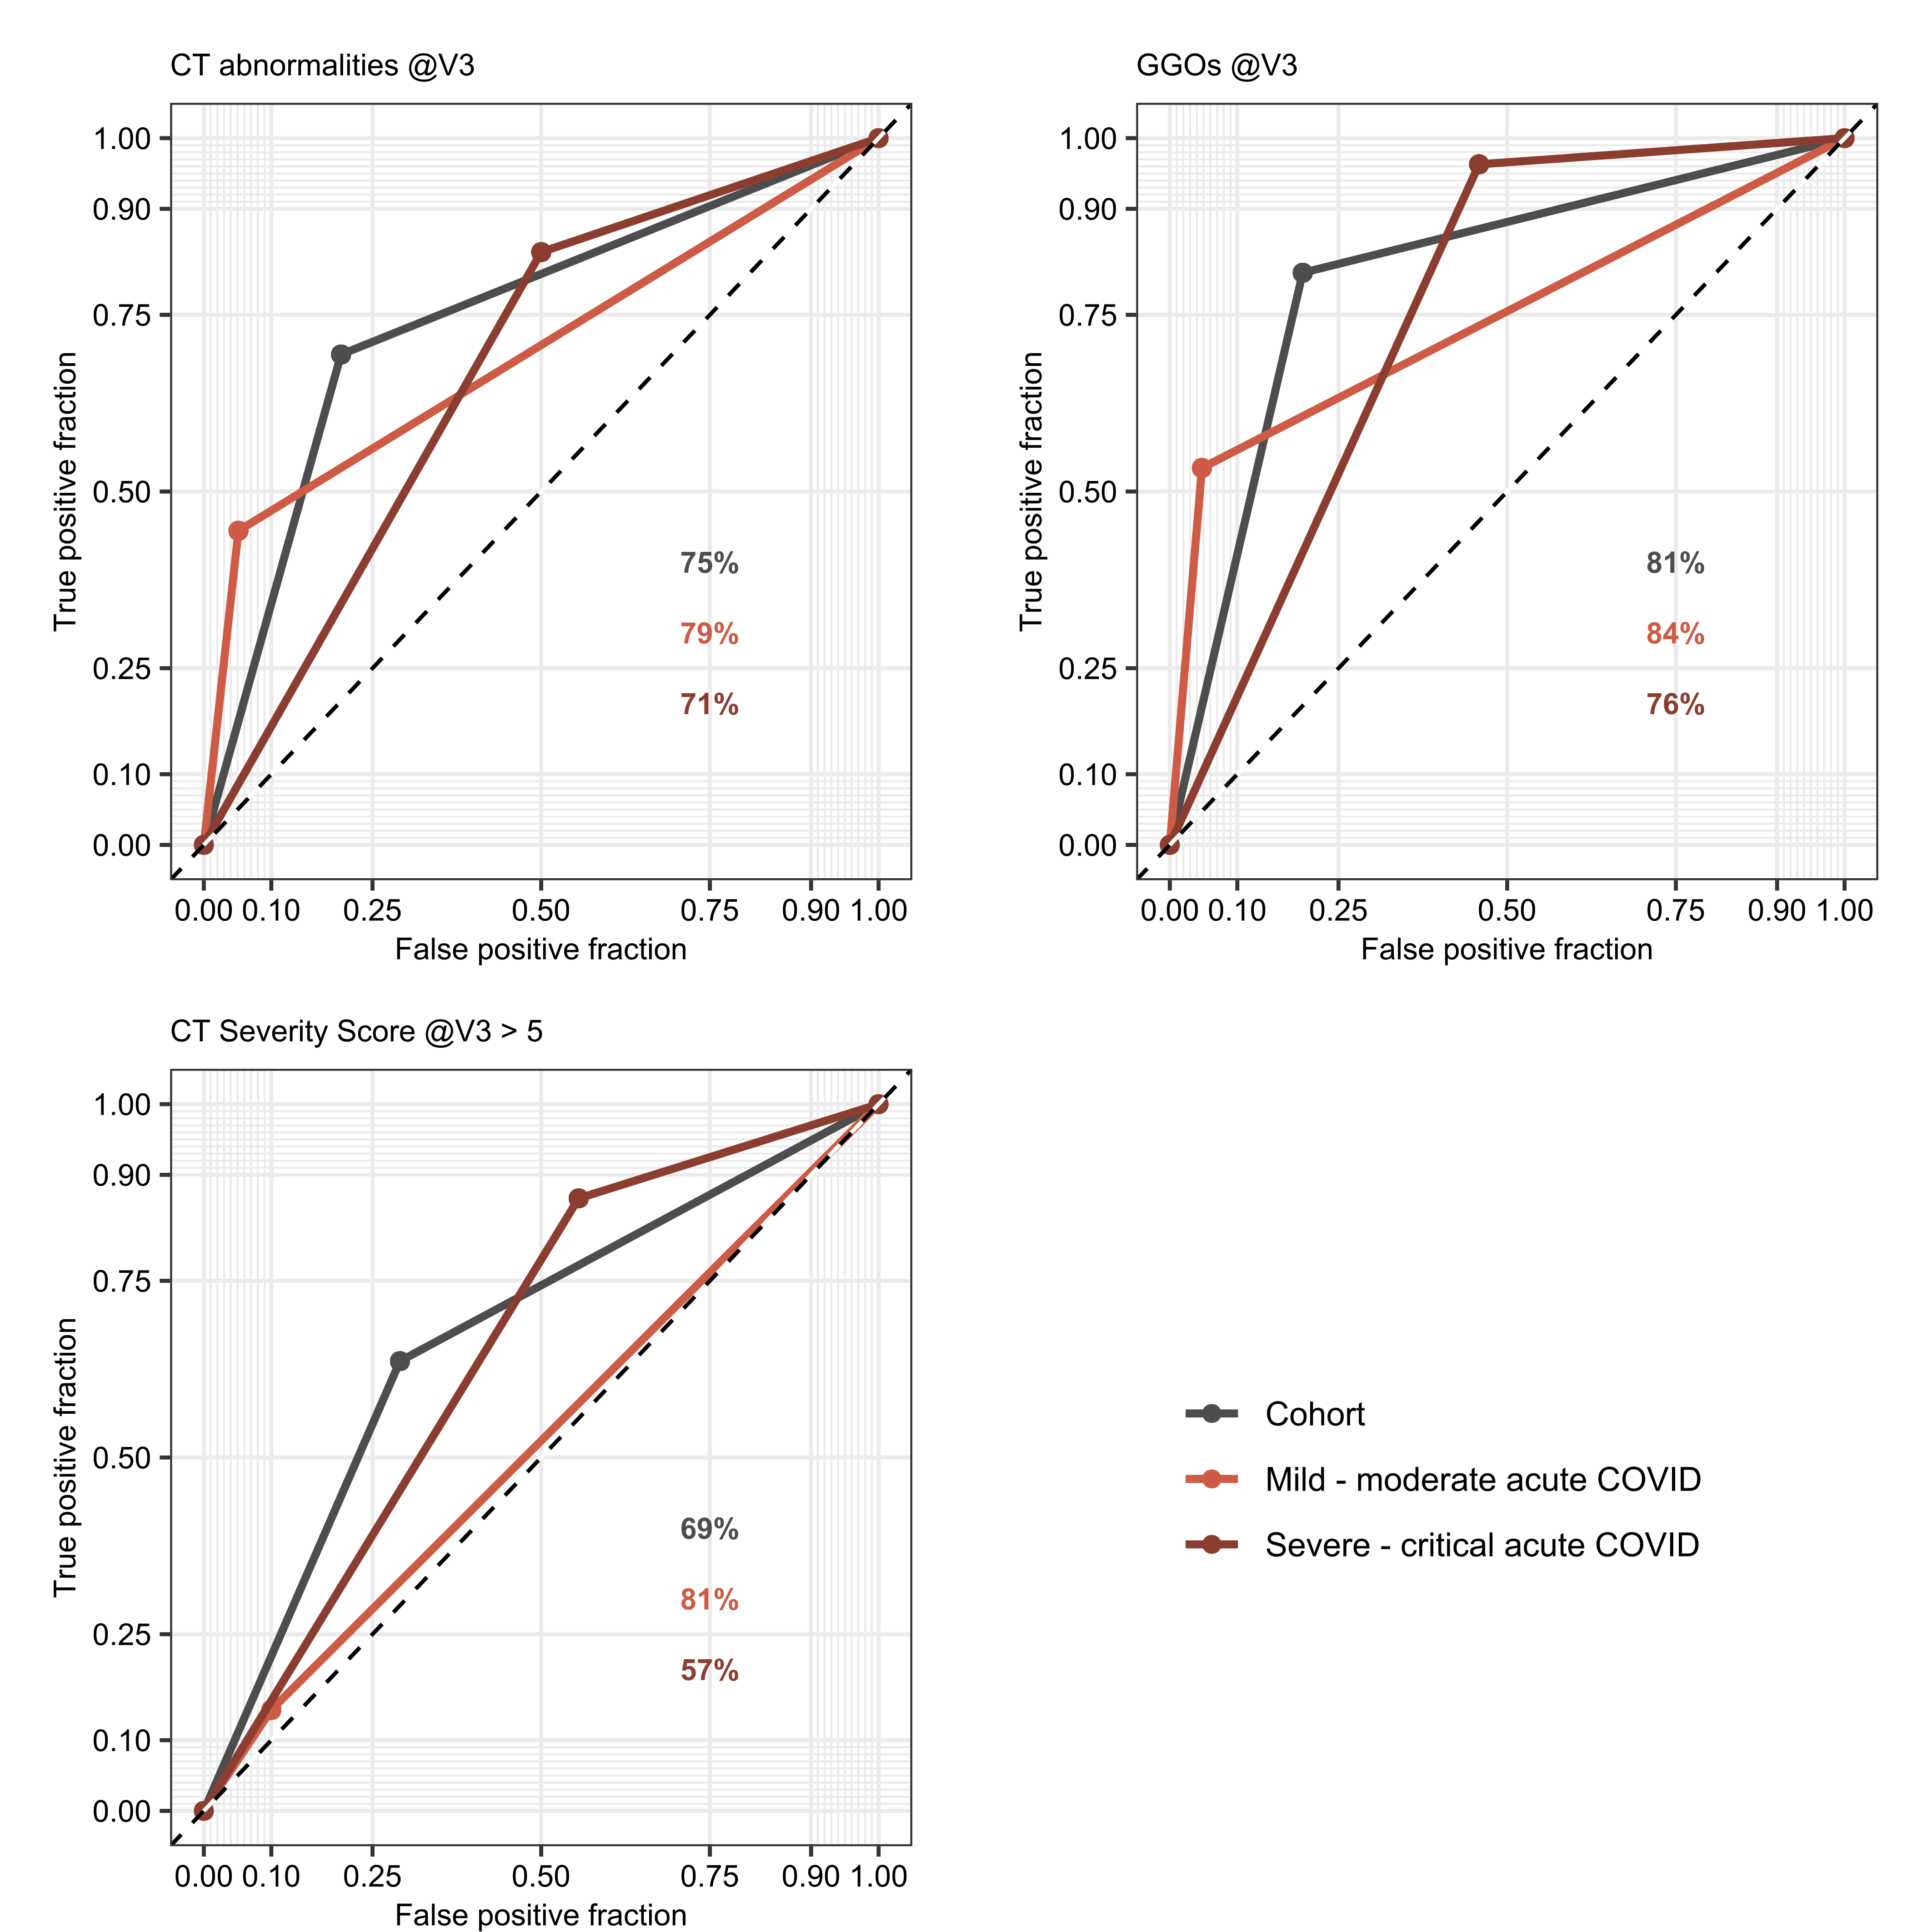 CT abnormalities @V3
1.00
0.90
0.75
0.50
0.25
0.10
0.00
True positive fraction
75%
79%
71%
0.00 0.10 0.25 0.50 0.75 0.90 1.00
False positive fraction
GGOs @V3
1.00
0.90
0.75
0.50
0.25
0.10
0.00
True positive fraction
81%
84%
76%
0.00 0.10 0.25 0.50 0.75 0.90 1.00
False positive fraction
CT Severity Score @V3 > 5
1.00
0.90
0.75
0.50
0.25
0.10
0.00
True positive fraction
69%
81%
57%
0.00 0.10 0.25 0.50 0.75 0.90 1.00
False positive fraction
Cohort
Mild - moderate acute COVID
Severe - critical acute COVID